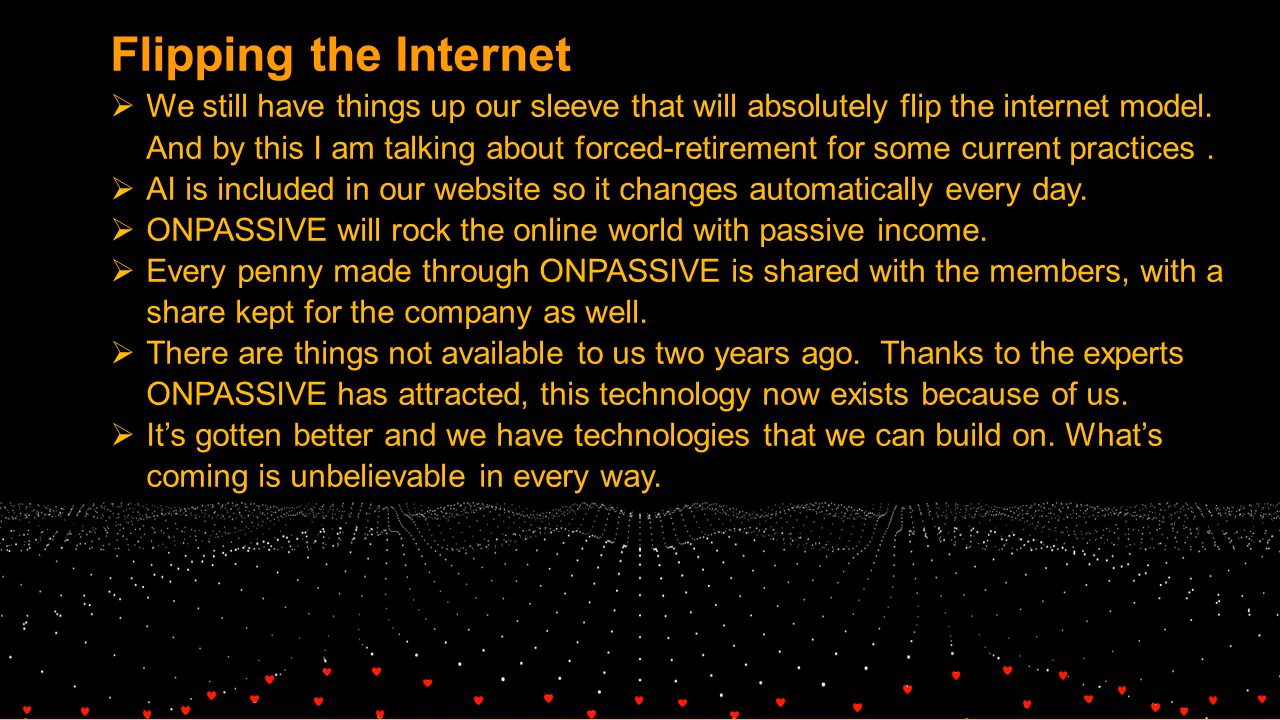 Flipping the Internet
➢ We still have things up our sleeve that will absolutely flip the internet model.
And by this I am talking about forced-retirement for some current practices .
➢ AI is included in our website so it changes automatically every day.
➢ ONPASSIVE will rock the online world with passive income.
➢ Every penny made through ONPASSIVE is shared with the members, with a
share kept for the company as well.
➢ There are things not available to us two years ago.  Thanks to the experts
ONPASSIVE has attracted, this technology now exists because of us.
➢ It’s gotten better and we have technologies that we can build on. What’s
coming is unbelievable in every way.